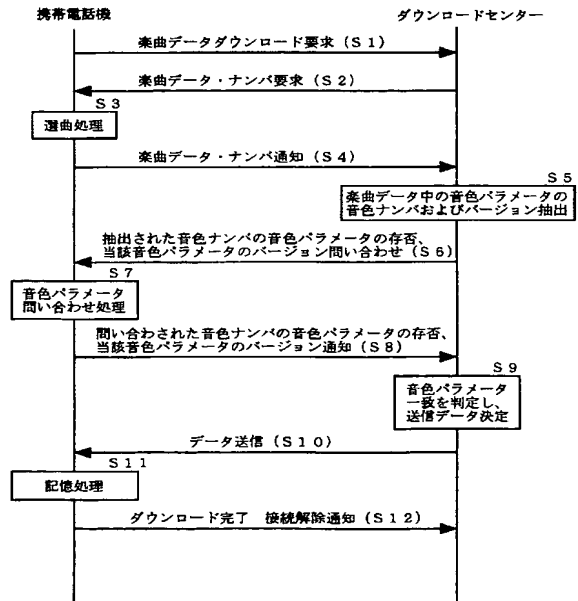 携帯電話機
ダウンロードセンター
楽曲データダウンロード要求（S1）
楽曲データ・ナンバ要求（S2）
S3
選曲処理
楽曲データ・ナンバ通知（S4）
S5
楽曲データ中の音色パラメータの
音色ナンバおよびバージョン抽出
抽出された音色ナンバの音色パラメータの存否、
当該音色パラメータのバージョン問い合わせ（S6）
S7
音色パラメータ
問い合わせ処理
問い合わされた音色ナンバの音色パラメータの存否、
当該音色パラメータのバージョン通知（S8）
S9
音色パラメータ
一致を判定し、
送信データ決定
データ送信（S10）
S11
記憶処理
ダウンロード完了　接続解除通知（S12）